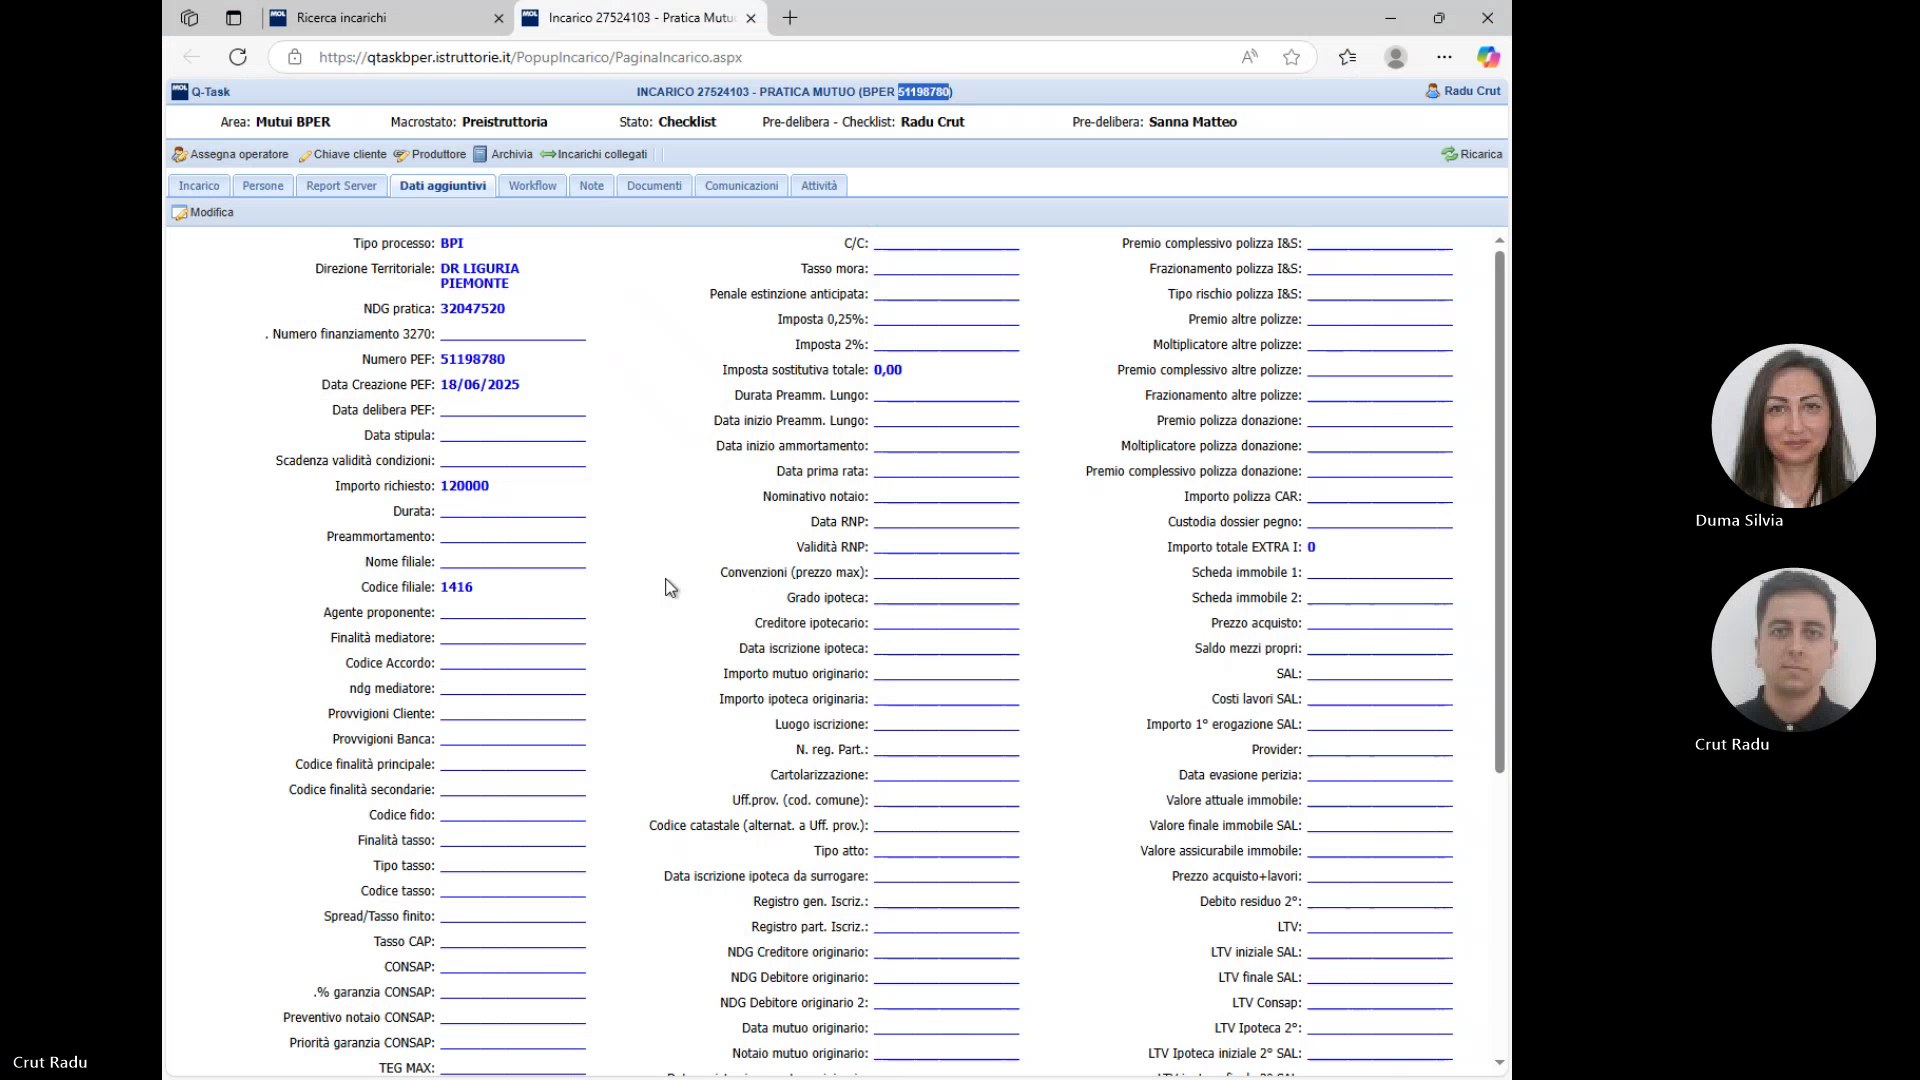 Ricerca incarichi
Incarico 27524103 - Pratica Mutu
https://qtaskbper.istruttorie.it/PopupIncarico/PaginaIncarico.aspx
MOL Q-Task
INCARICO 27524103 - PRATICA MUTUO (BPER 51198780)
Radu Crut
Area: Mutui BPER
Macrostato: Preistruttoria
Stato: Checklist
Pre-delibera - Checklist: Radu Crut
Pre-delibera: Sanna Matteo
Assegna operatore
Chiave cliente
Produttore
Archivia
Incarichi collegati
Ricarica
Incarico
Persone
Report Server
Dati aggiuntivi
Workflow
Note
Documenti
Comunicazioni
Attività
Modifica
Tipo processo: BPI
Direzione Territoriale: DR LIGURIA
PIEMONTE
NDG pratica: 32047520
. Numero finanziamento 3270:
Numero PEF: 51198780
Data Creazione PEF: 18/06/2025
Data delibera PEF:
Data stipula:
Scadenza validità condizioni:
Importo richiesto: 120000
Durata:
Preammortamento:
Nome filiale:
Codice filiale: 1416
Agente proponente:
Finalità mediatore:
Codice Accordo:
ndg mediatore:
Provvigioni Cliente:
Provvigioni Banca:
Codice finalità principale:
Codice finalità secondarie:
Codice fido:
Finalità tasso:
Tipo tasso:
Codice tasso:
Spread/Tasso finito:
Tasso CAP:
CONSAP:
.% garanzia CONSAP:
Preventivo notaio CONSAP:
Priorità garanzia CONSAP:
TEG MAX:
C/C:
Tasso mora:
Penale estinzione anticipata:
Imposta 0,25%:
Imposta 2%:
Imposta sostitutiva totale: 0,00
Durata Preamm. Lungo:
Data inizio Preamm. Lungo:
Data inizio ammortamento:
Data prima rata:
Nominativo notaio:
Data RNP:
Validità RNP:
Convenzioni (prezzo max):
Grado ipoteca:
Creditore ipotecario:
Data iscrizione ipoteca:
Importo mutuo originario:
Importo ipoteca originaria:
Luogo iscrizione:
N. reg. Part.:
Cartolarizzazione:
Uff.prov. (cod. comune):
Codice catastale (alternat. a Uff. prov.):
Tipo atto:
Data iscrizione ipoteca da surrogare:
Registro gen. Iscriz.:
Registro part. Iscriz.:
NDG Creditore originario:
NDG Debitore originario:
NDG Debitore originario 2:
Data mutuo originario:
Notaio mutuo originario:
Premio complessivo polizza I&S:
Frazionamento polizza I&S:
Tipo rischio polizza I&S:
Premio altre polizze:
Moltiplicatore altre polizze:
Premio complessivo altre polizze:
Frazionamento altre polizze:
Premio polizza donazione:
Moltiplicatore polizza donazione:
Premio complessivo polizza donazione:
Importo polizza CAR:
Custodia dossier pegno:
Importo totale EXTRA I: 0
Scheda immobile 1:
Scheda immobile 2:
Prezzo acquisto:
Saldo mezzi propri:
SAL:
Costi lavori SAL:
Importo 1° erogazione SAL:
Provider:
Data evasione perizia:
Valore attuale immobile:
Valore finale immobile SAL:
Valore assicurabile immobile:
Prezzo acquisto+lavori:
Debito residuo 2°:
LTV:
LTV iniziale SAL:
LTV finale SAL:
LTV Consap:
LTV Ipoteca 2°:
LTV Ipoteca iniziale 2° SAL:
Duma Silvia
Crut Radu
Crut Radu